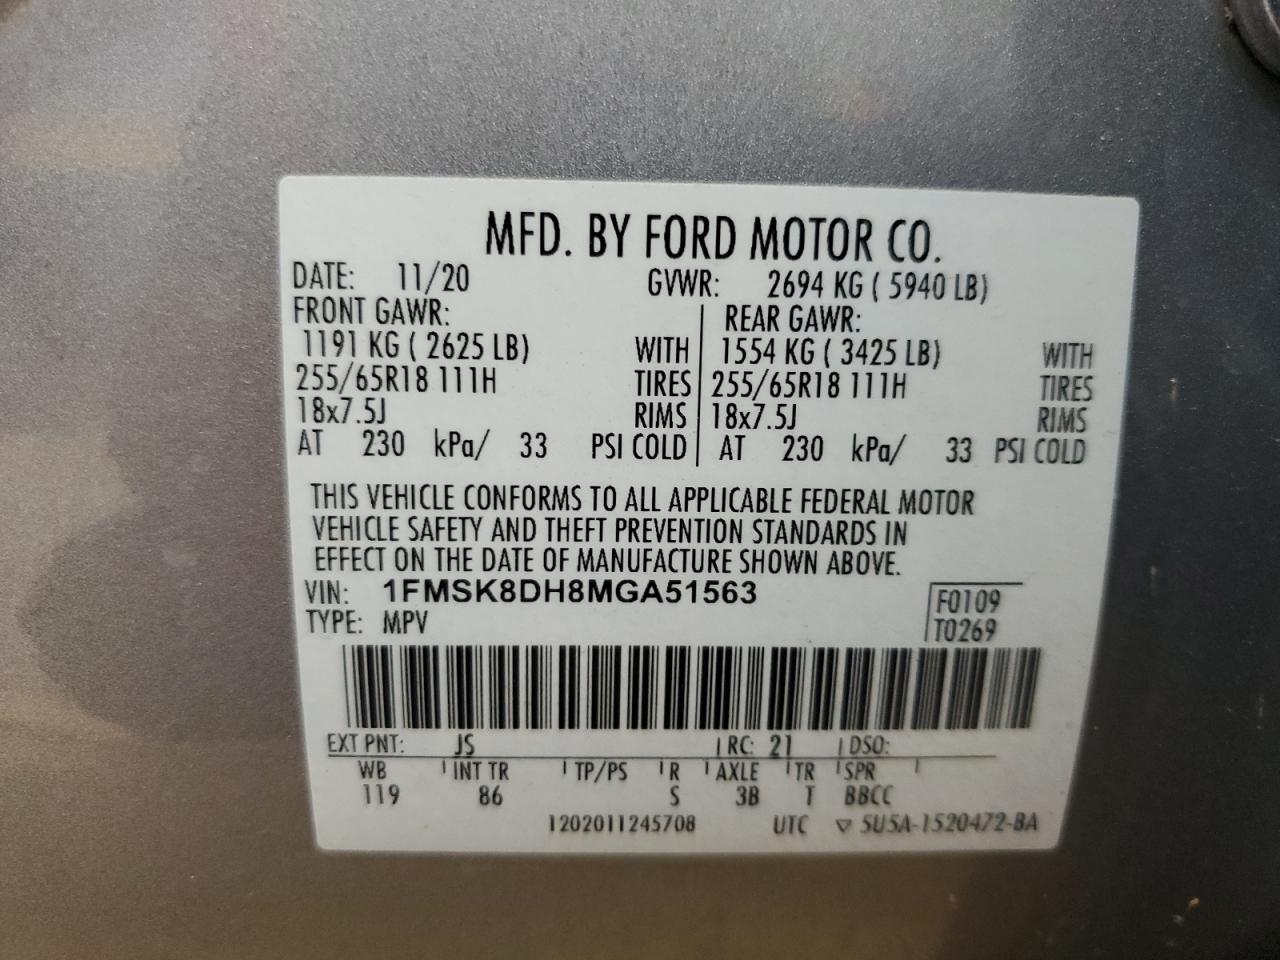 MFD. BY FORD MOTOR CO.
DATE: 11/20 GVWR: 2694 KG ( 5940 LB)
FRONT GAWR: REAR GAWR:
1191 KG ( 2625 LB) WITH 1554 KG ( 3425 LB) WITH
255/65R18 111H TIRES 255/65R18 111H TIRES
18x7.5J RIMS 18x7.5J RIMS
AT 230 kPa/ 33 PSI COLD AT 230 kPa/ 33 PSI COLD
THIS VEHICLE CONFORMS TO ALL APPLICABLE FEDERAL MOTOR
VEHICLE SAFETY AND THEFT PREVENTION STANDARDS IN
EFFECT ON THE DATE OF MANUFACTURE SHOWN ABOVE.
VIN: 1FMSK8DH8MGA51563 F0109
TYPE: MPV T0269
EXT PNT: JS RC: 21 DSO:
WB INT TR TP/PS R AXLE TR SPR
119 86 S 3B T BBCC
1202011245708 UTC ▽ 5U5A-1520472-BA